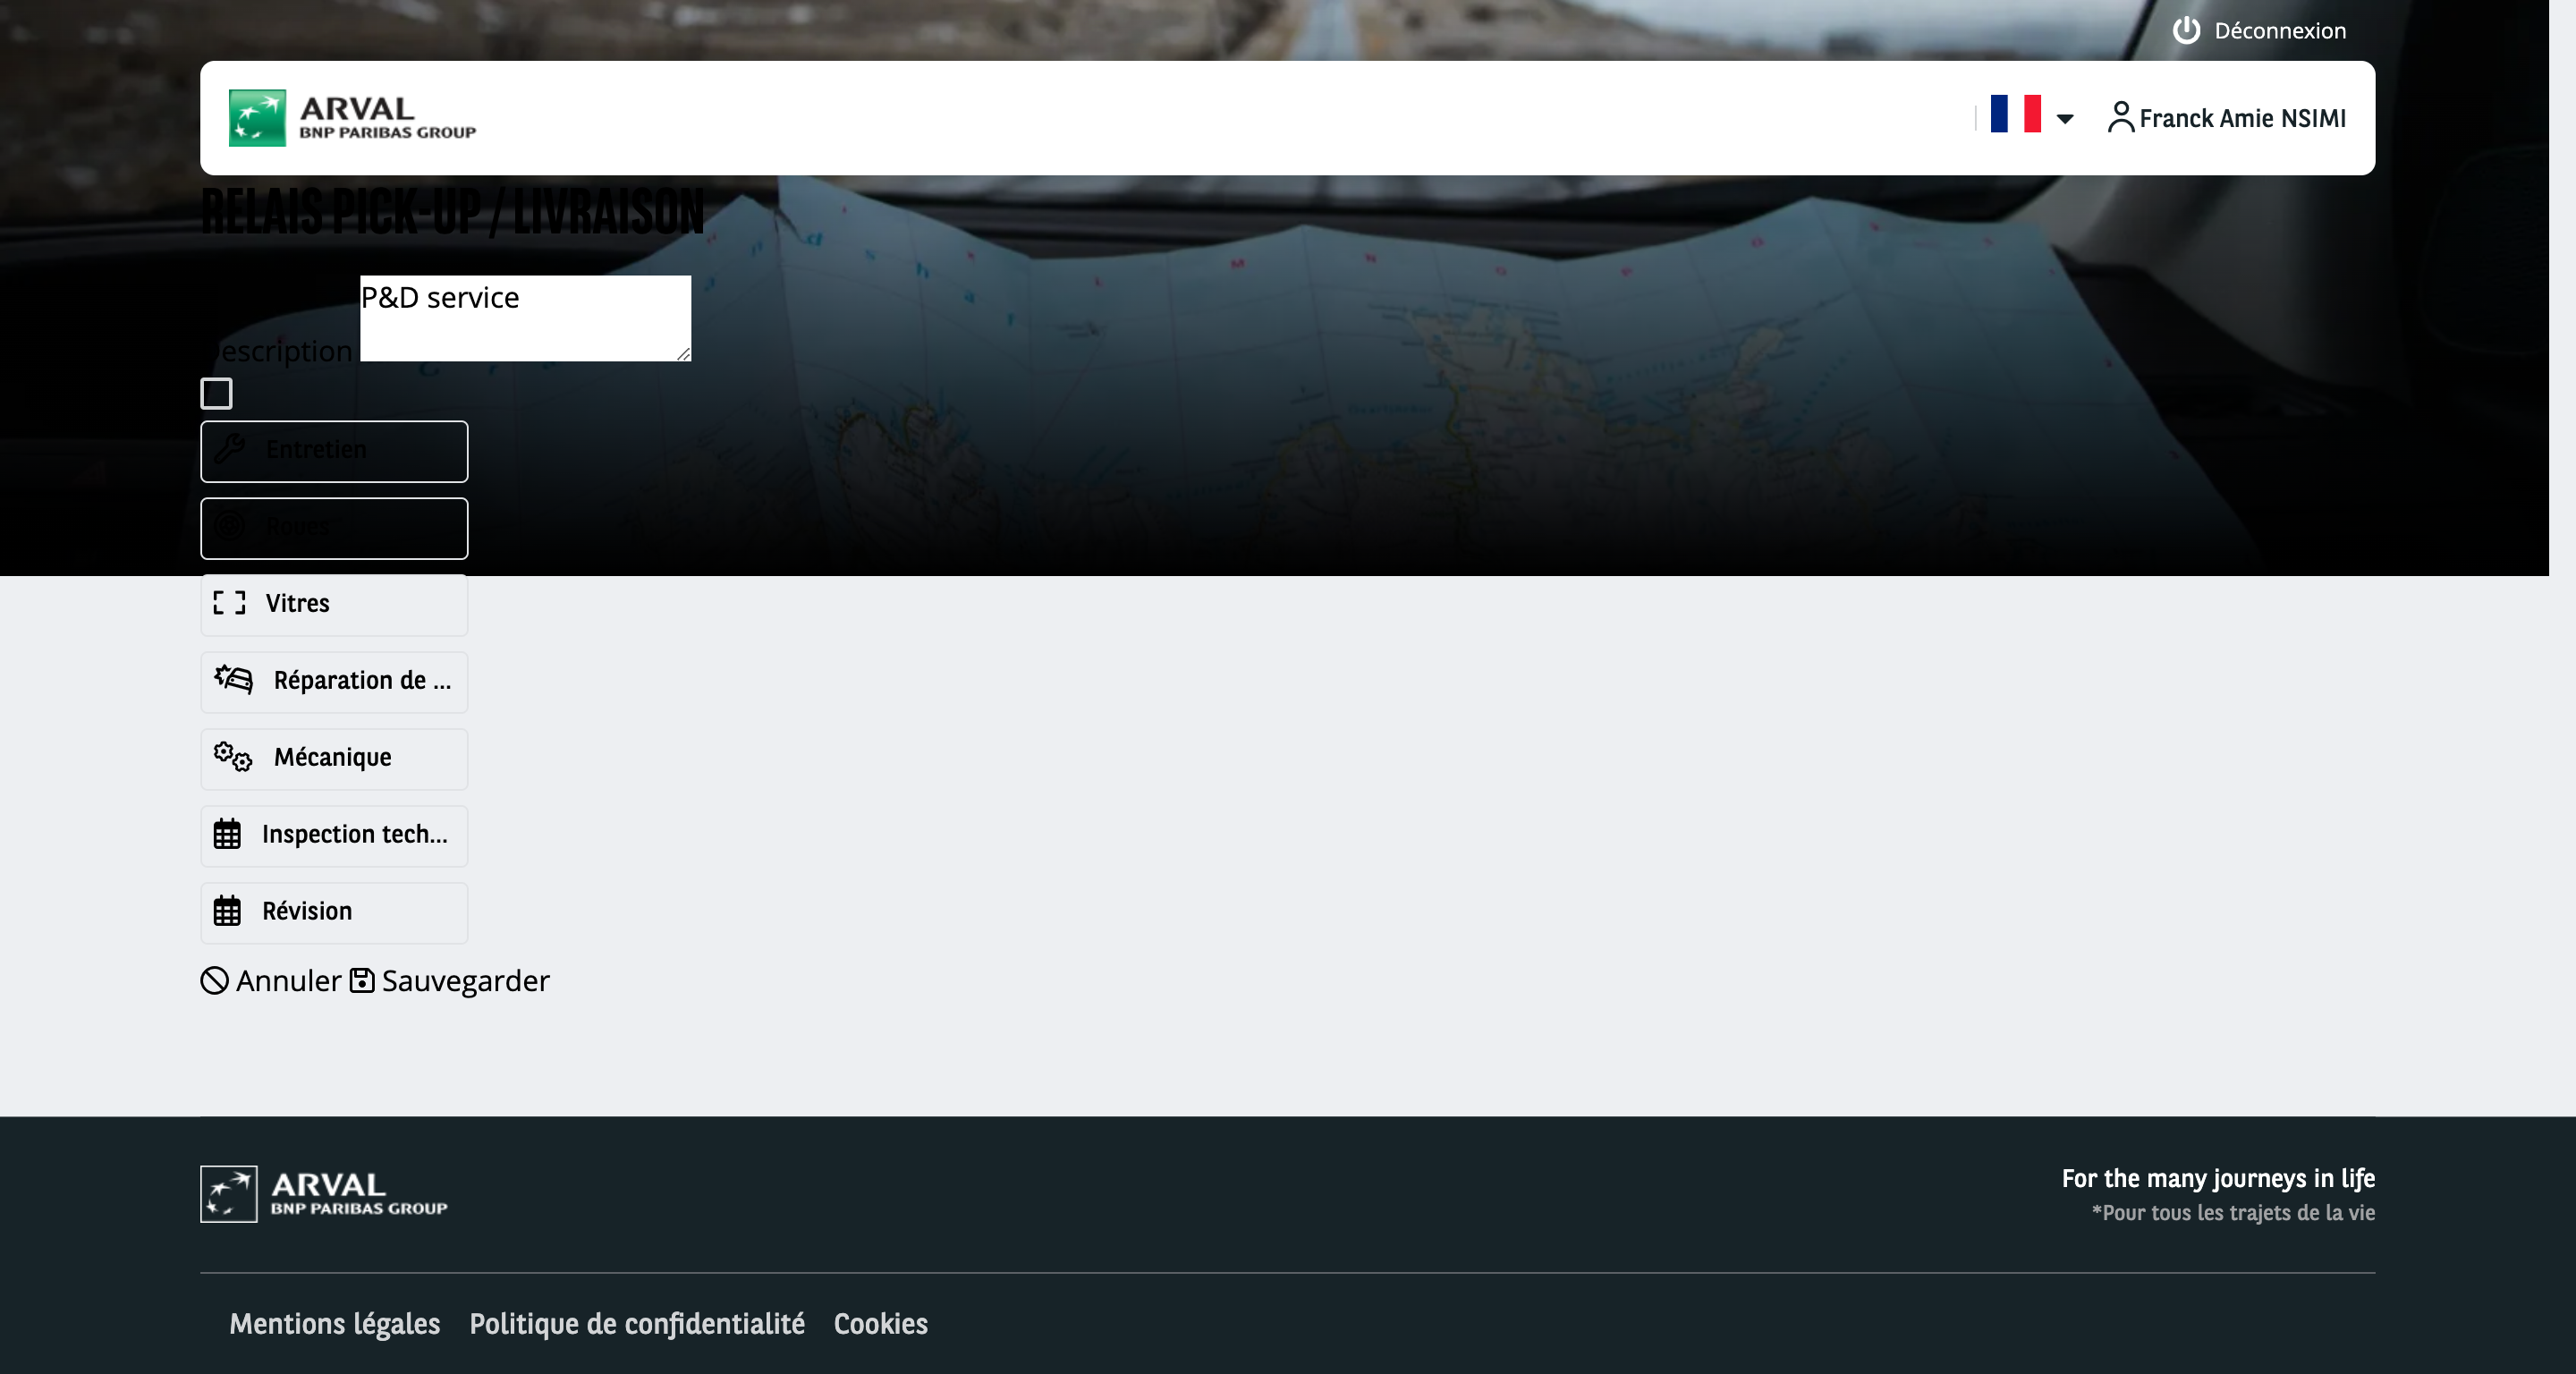 Déconnexion
ARVAL
BNP PARIBAS GROUP
Franck Amie NSIMI
RELAIS PICK-UP / LIVRAISON
P&D service
Description
Entretien
Roues
Vitres
Réparation de ...
Mécanique
Inspection tech...
Révision
Annuler Sauvegarder
ARVAL
BNP PARIBAS GROUP
For the many journeys in life
*Pour tous les trajets de la vie
Mentions légales Politique de confidentialité Cookies